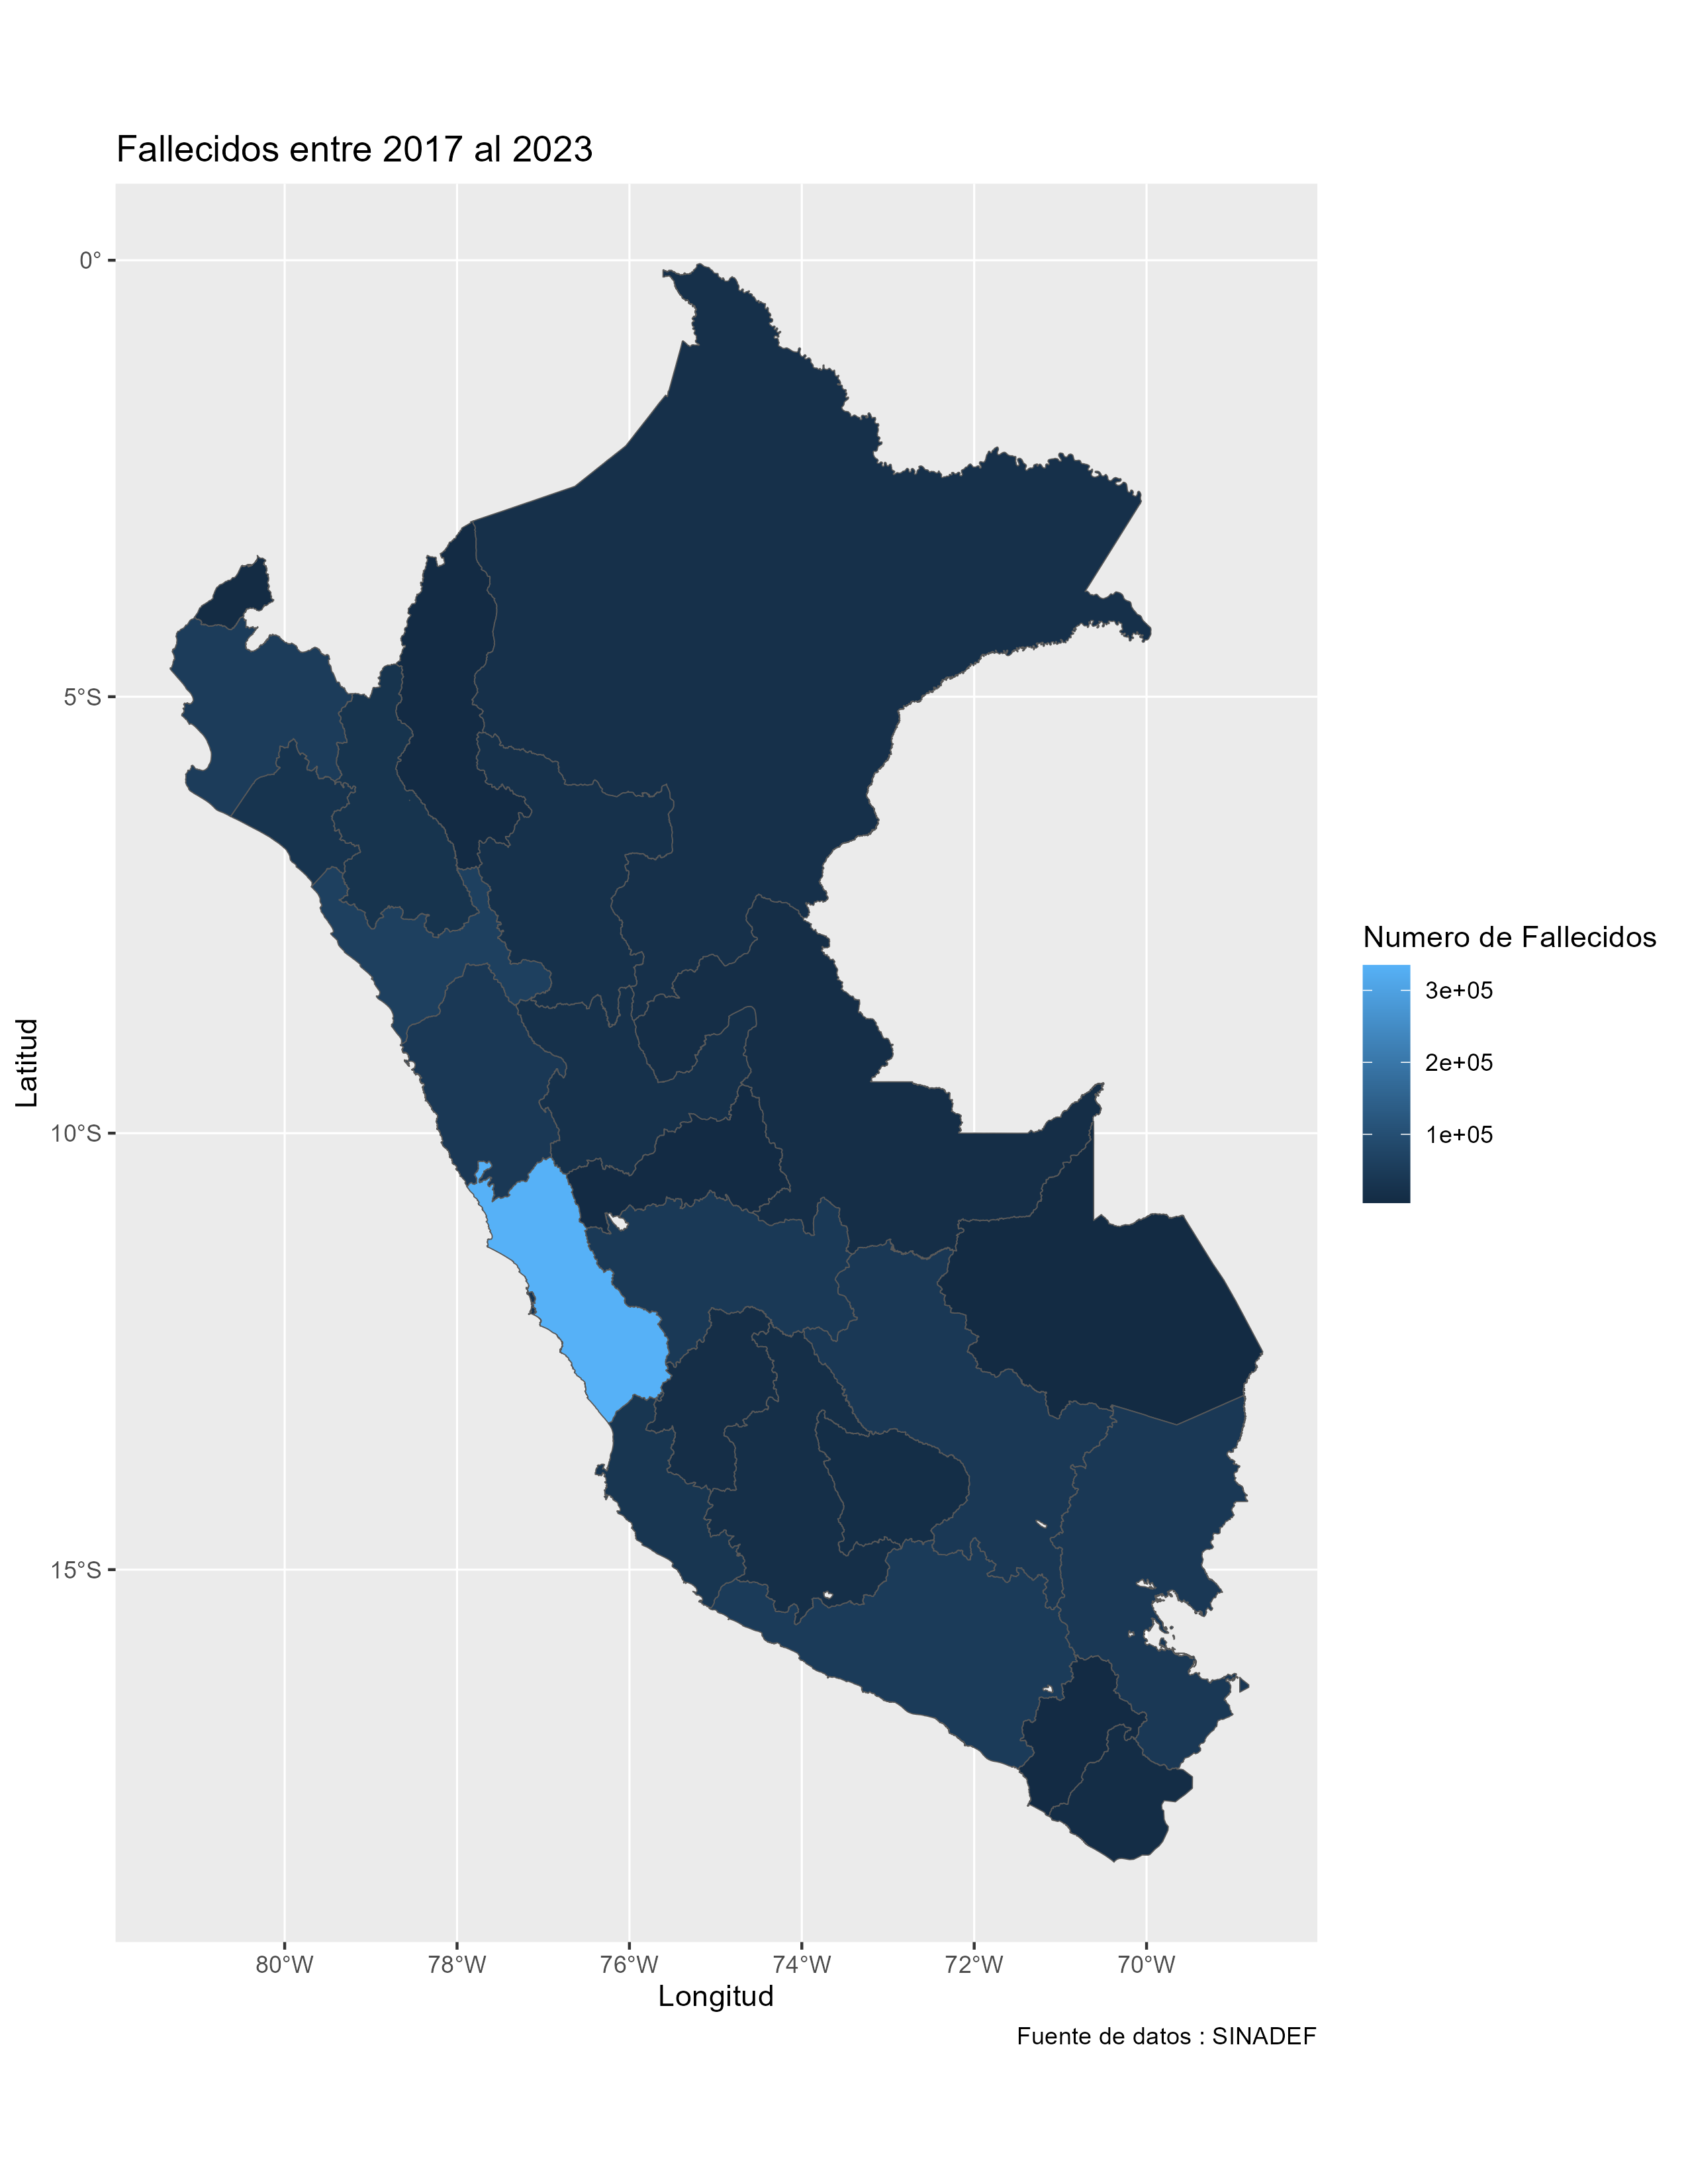 Fallecidos entre 2017 al 2023
0°
5°S
10°S
15°S
Latitud
80°W
78°W
76°W
74°W
72°W
70°W
Longitud
Numero de Fallecidos
3e+05
2e+05
1e+05
Fuente de datos : SINADEF